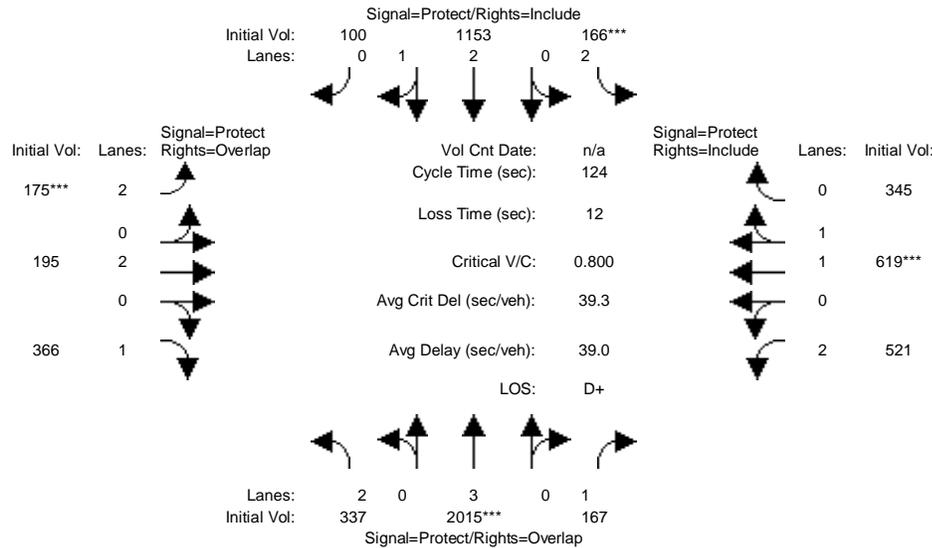 Signal=Protect/Rights=Include
Initial Vol: 100 1153 166***
Lanes: 0 1 2 0 2
Signal=Protect
Initial Vol: Lanes: Rights=Overlap
Vol Cnt Date: n/a
Signal=Protect
Rights=Include Lanes: Initial Vol:
Cycle Time (sec): 124
175*** 2
0 345
Loss Time (sec): 12
0
1
195 2
Critical V/C: 0.800
1 619***
0
Avg Crit Del (sec/veh): 39.3
0
366 1
Avg Delay (sec/veh): 39.0
2 521
LOS: D+
Lanes: 2 0 3 0 1
Initial Vol: 337 2015*** 167
Signal=Protect/Rights=Overlap